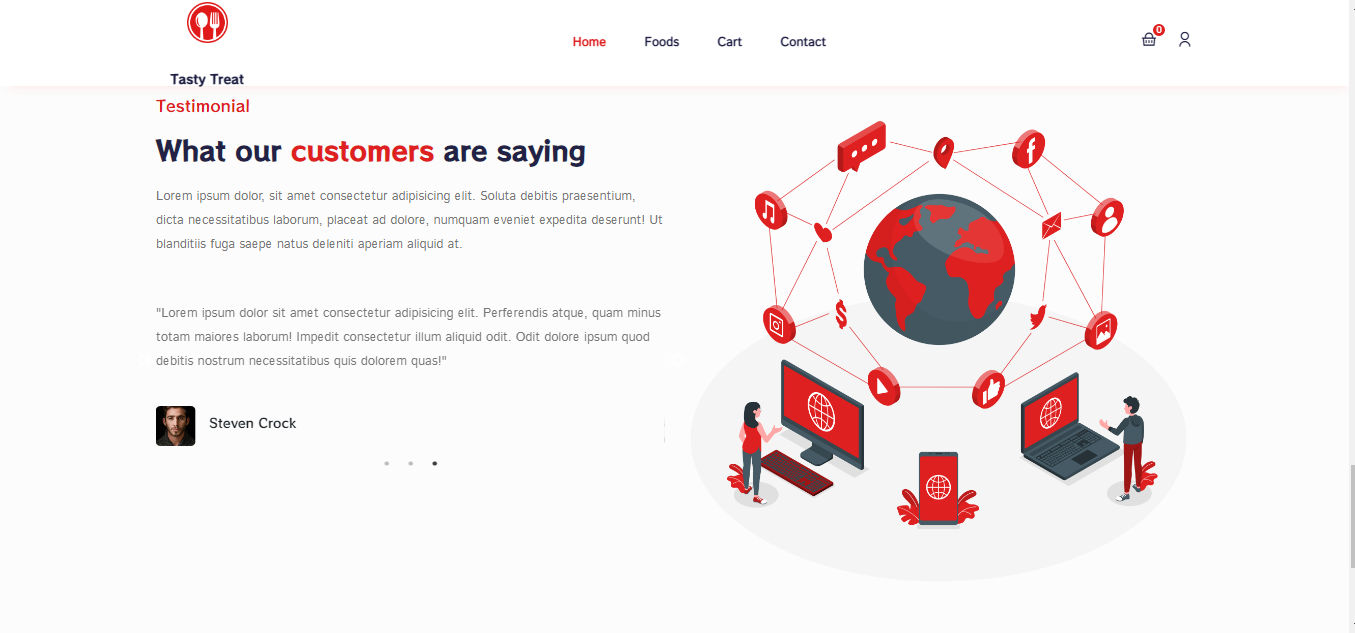 Tasty Treat
Home
Foods
Cart
Contact
0
Testimonial
What our customers are saying
Lorem ipsum dolor, sit amet consectetur adipisicing elit. Soluta debitis praesentium,
dicta necessitatibus laborum, placeat ad dolore, numquam eveniet expedita deserunt! Ut
blanditiis fuga saepe natus deleniti aperiam aliquid at.
"Lorem ipsum dolor sit amet consectetur adipisicing elit. Perferendis atque, quam minus
totam maiores laborum! Impedit consectetur illum aliquid odit. Odit dolore ipsum quod
debitis nostrum necessitatibus quis dolorem quas!"
Steven Crock
f
$